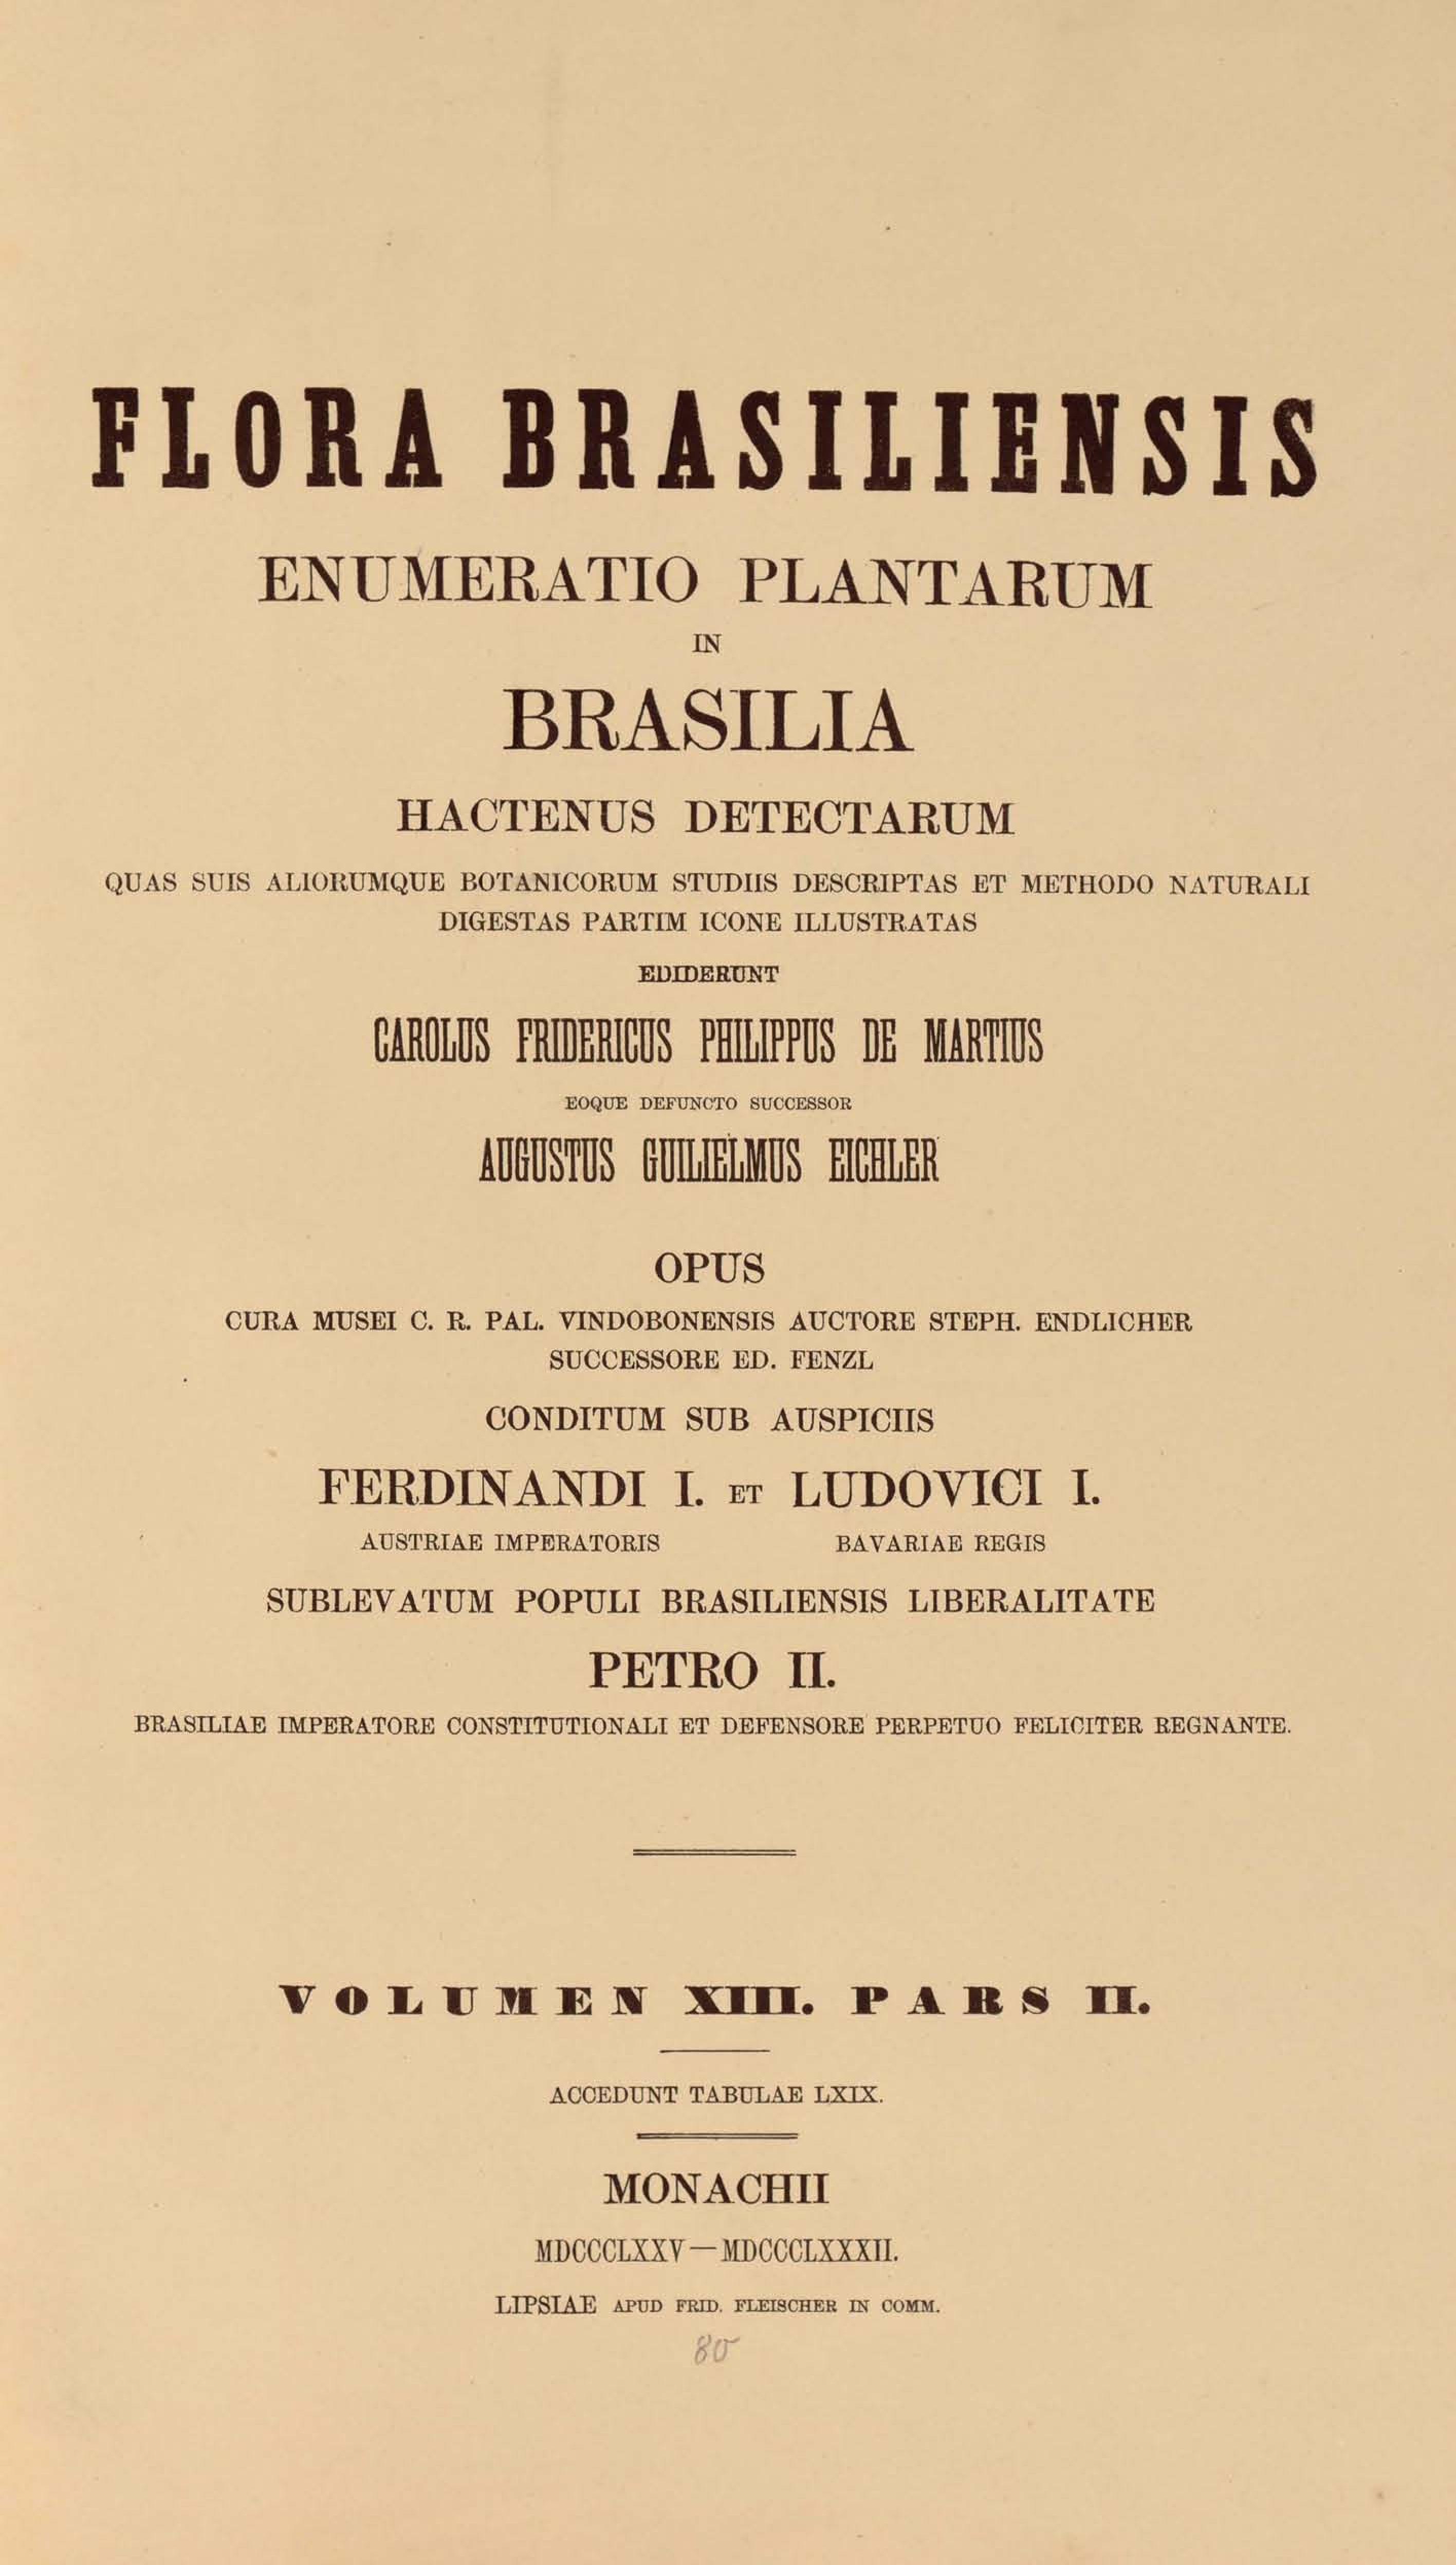 FLORA BRASILIENSIS
ENUMERATIO PLANTARUM
IN
BRASILIA
HACTENUS DETECTARUM
QUAS SUIS ALIORUMQUE BOTANICORUM STUDIIS DESCRIPTAS ET METHODO NATURALI
DIGESTAS PARTIM ICONE ILLUSTRATAS
EDIDERUNT
CAROLUS FRIDERICUS PHILIPPUS DE MARTIUS
EOQUE DEFUNCTO SUCCESSOR
AUGUSTUS GUILIELMUS EICHLER
OPUS
CURA MUSEI C. R. PAL. VINDOBONENSIS AUCTORE STEPH. ENDLICHER
SUCCESSORE ED. FENZL
CONDITUM SUB AUSPICIIS
FERDINANDI I. ET LUDOVICI I.
AUSTRIAE IMPERATORIS BAVARIAE REGIS
SUBLEVATUM POPULI BRASILIENSIS LIBERALITATE
PETRO II.
BRASILIAE IMPERATORE CONSTITUTIONALI ET DEFENSORE PERPETUO FELICITER REGNANTE.
VOLUMEN XIII. PARS II.
ACCEDUNT TABULAE LXIX.
MONACHII
MDCCCLXXV—MDCCCLXXXII.
LIPSIAE APUD FRID. FLEISCHER IN COMM.
80